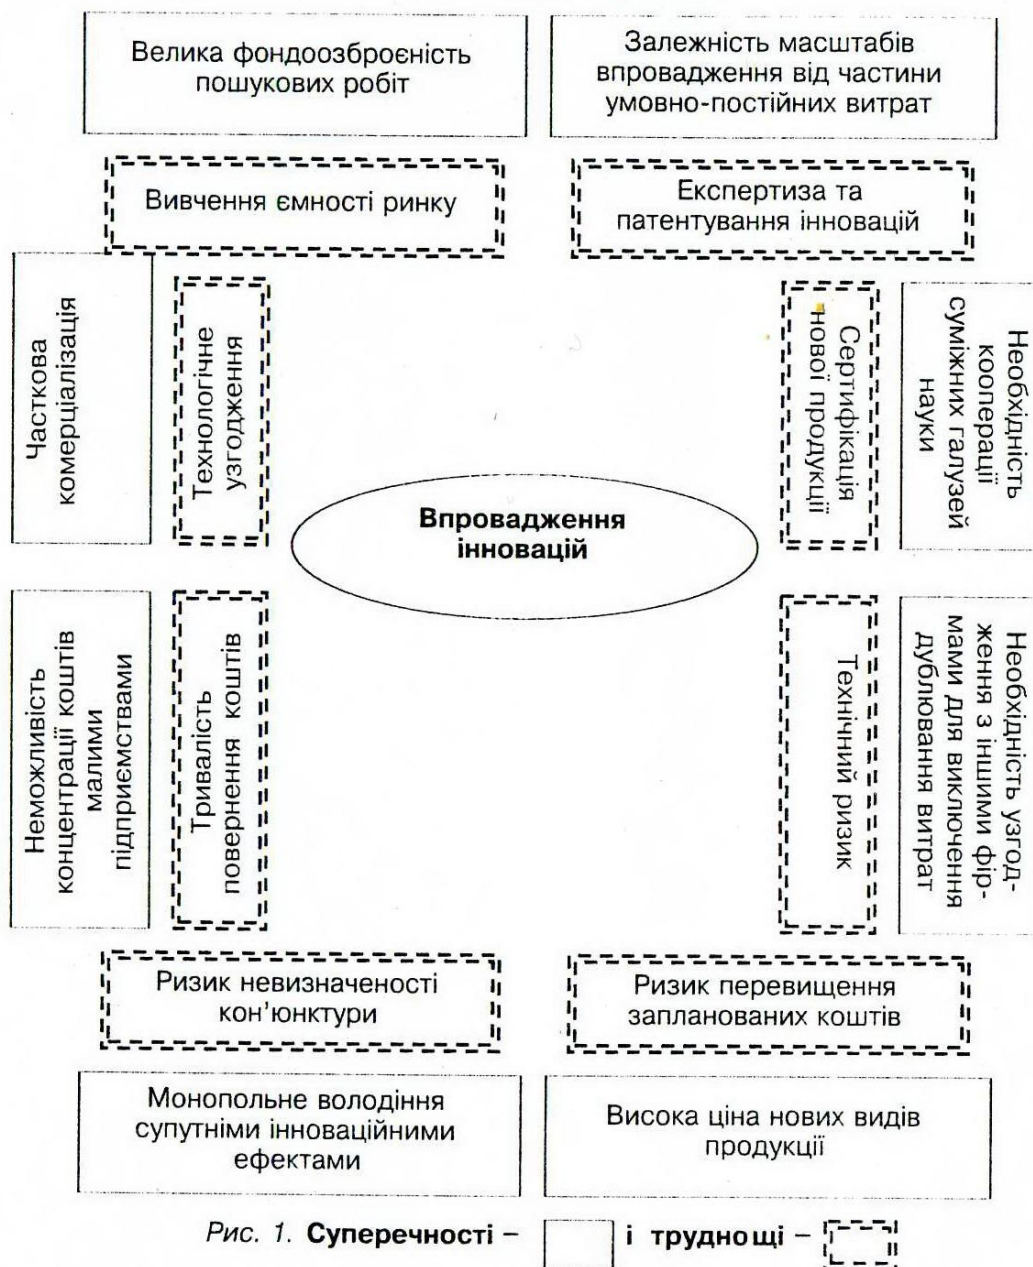 Велика фондоозброєність
пошукових робіт
Залежність масштабів
впровадження від частини
умовно-постійних витрат
Вивчення ємності ринку
Експертиза та
патентування інновацій
Часткова
комерціалізація
Технологічне
узгодження
Сертифікація
нової продукції
Необхідність
кооперації
суміжних галузей
науки
Впровадження
інновацій
Неможливість
концентрації коштів
малими
підприємствами
Тривалість
повернення коштів
Технічний ризик
Необхідність узгод-
ження з іншими фір-
мами для виключення
дублювання витрат
Ризик невизначеності
кон’юнктури
Ризик перевищення
запланованих коштів
Монопольне володіння
супутніми інноваційними
ефектами
Висока ціна нових видів
продукції
Рис. 1. Суперечності – і труднощі –